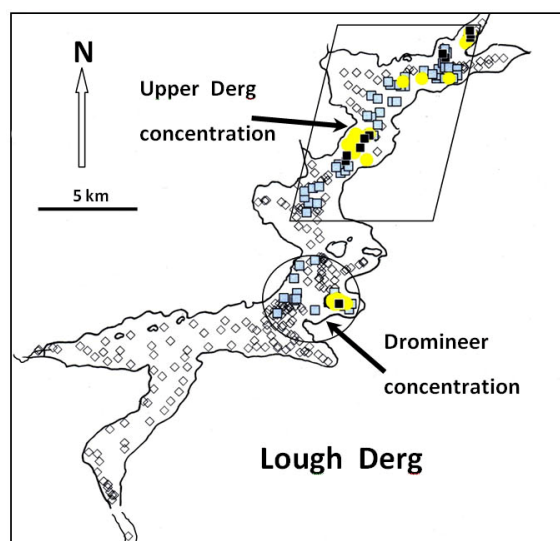 N
Upper Derg
concentration
5 km
Dromineer
concentration
Lough Derg